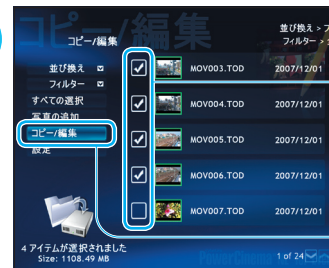 コピー/編集
コピー/編集
並び換え > フ
フィルター >
並び換え
フィルター
すべての選択
写真の追加
コピー/編集
設定
MOV003.TOD 2007/12/01
MOV004.TOD 2007/12/01
MOV005.TOD 2007/12/01
MOV006.TOD 2007/12/01
MOV007.TOD 2007/12/01
4 アイテムが選択されました
Size: 1108.49 MB
PowerCinema
1 of 24